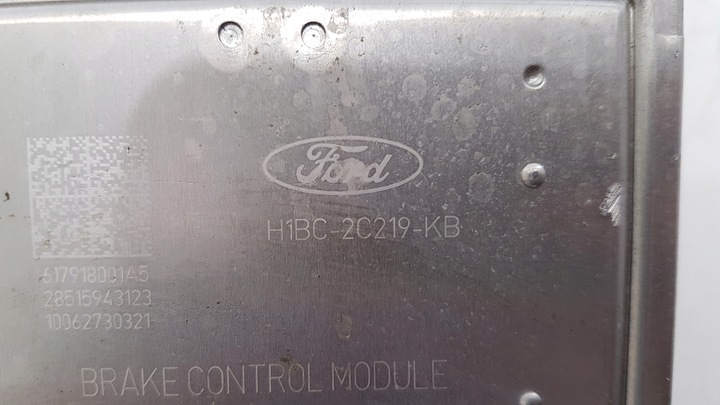 Ford
H1BC-2C219-KB
617918001A5
28515943123
10062730321
BRAKE CONTROL MODULE